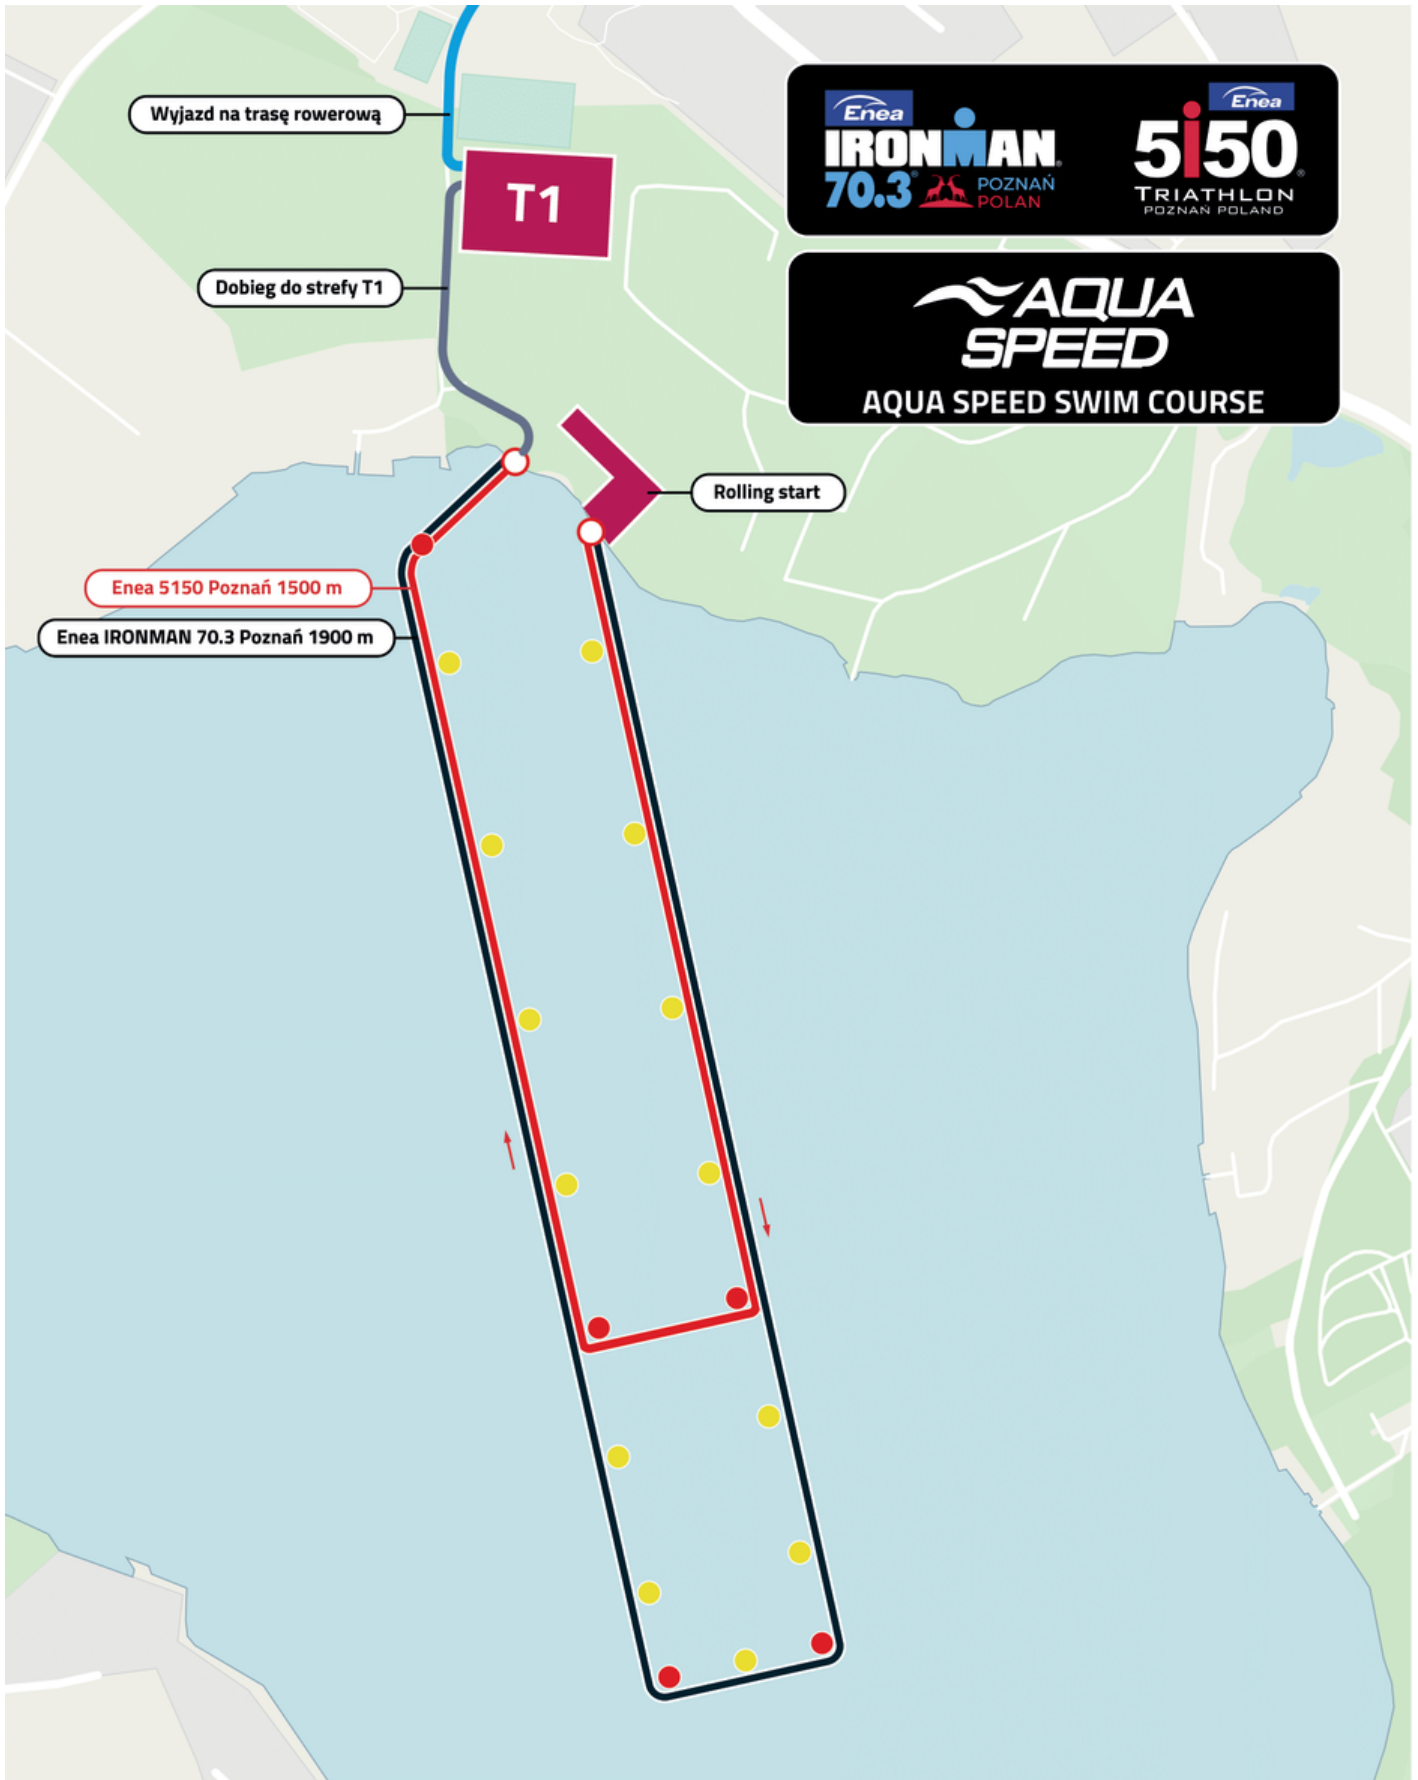 Wyjazd na trasę rowerową
T1
Dobieg do strefy T1
Enea
IRONMAN
70.3
POZNAŃ
POLAN
Enea
5150
TRIATHLON
POZNAŃ POLAND
AQUA
SPEED
AQUA SPEED SWIM COURSE
Rolling start
Enea 5150 Poznań 1500 m
Enea IRONMAN 70.3 Poznań 1900 m